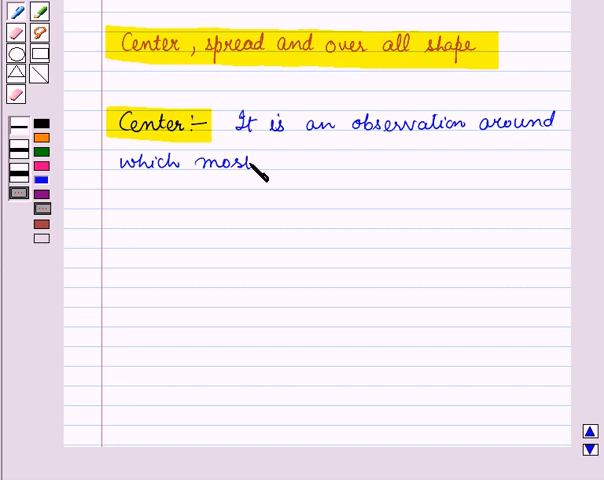 Center, spread and over all shape
Center:- It is an observation around
which most